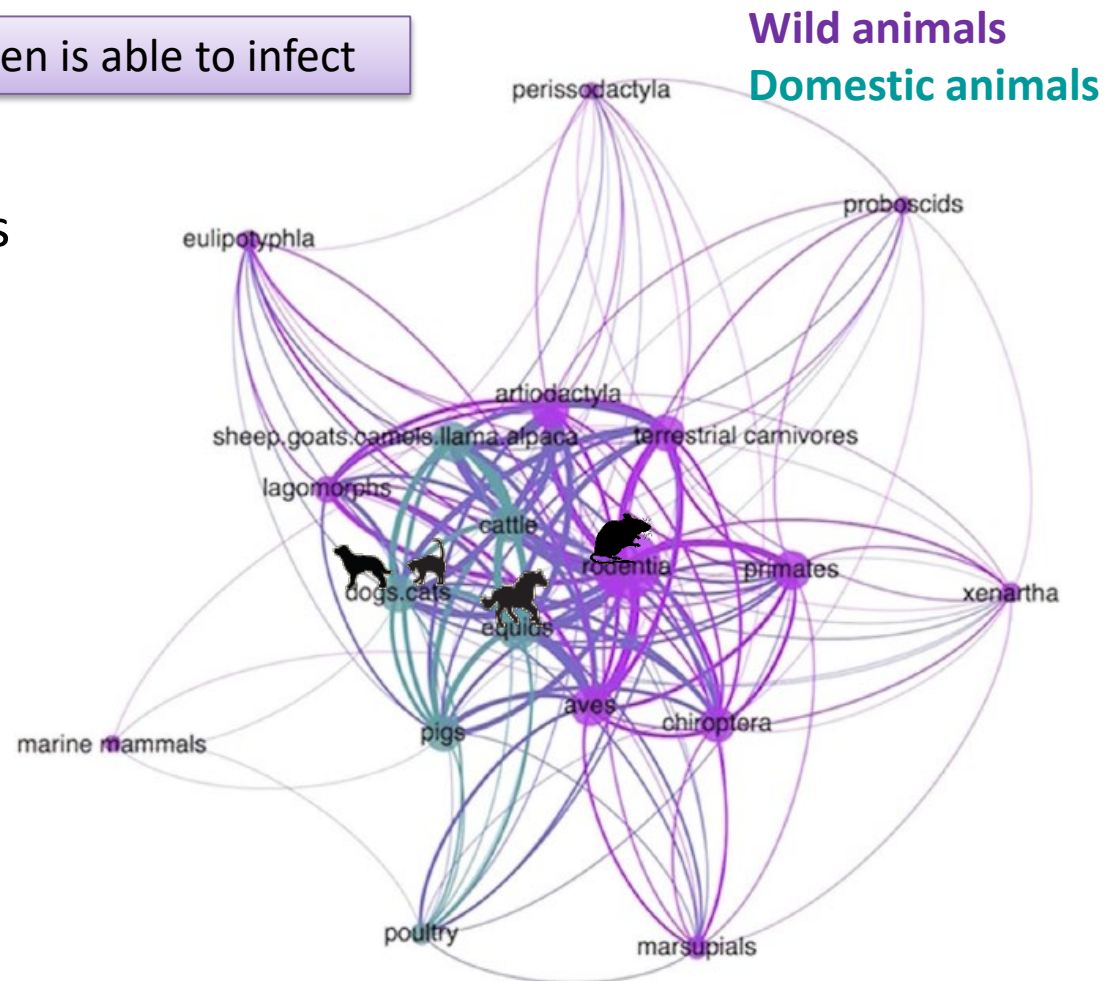 en is able to infect
Wild animals
Domestic animals
s
perissodactyla
proboscids
eulipotyphla
artiodactyla
sheep.goats.camels.llama.alpaca
terrestrial carnivores
lagomorphs
cattle
rodentia
primates
dogs.cats
xenartha
equids
aves
chiroptera
pigs
marine mammals
poultry
marsupials